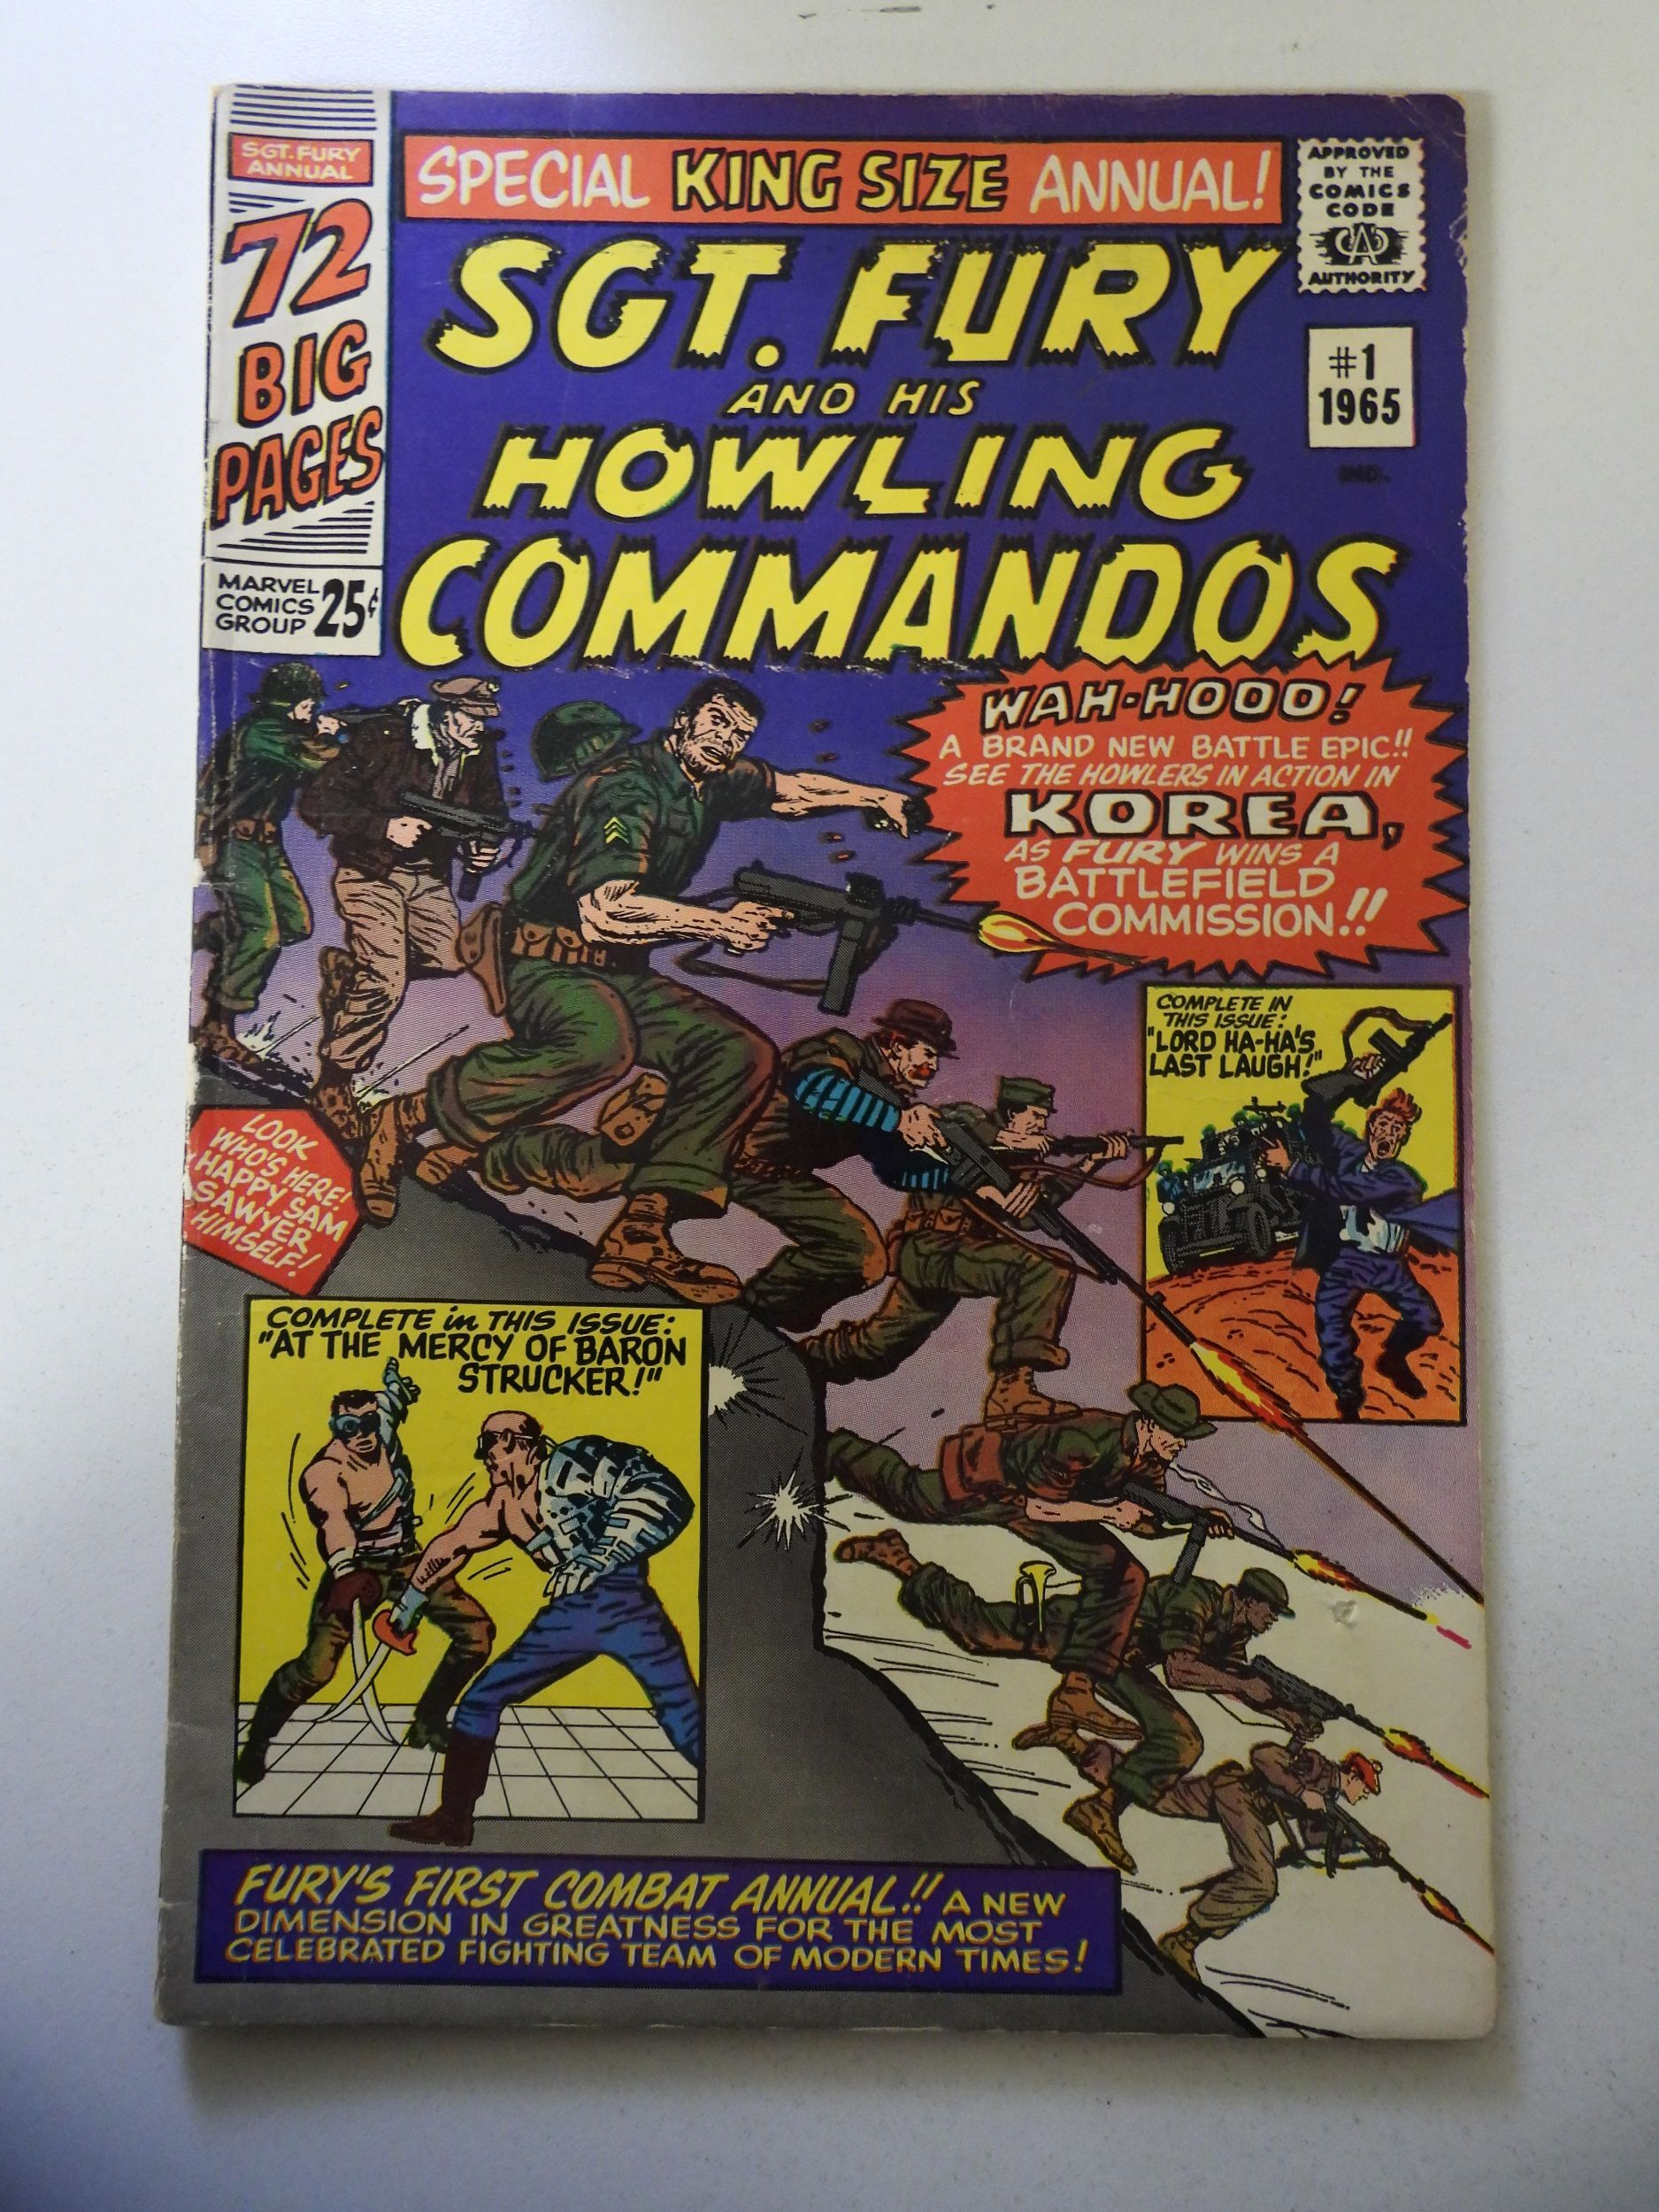 SGT. FURY
ANNUAL
72
BIG
PAGES
MARVEL
COMICS
GROUP 25¢
SPECIAL KING SIZE ANNUAL!
APPROVED
BY THE
COMICS
CODE
CA
AUTHORITY
#1
1965
IND.
SGT. FURY
AND HIS
HOWLING
COMMANDOS
WAH-HOOO!
A BRAND NEW BATTLE EPIC!!
SEE THE HOWLERS IN ACTION IN
KOREA,
AS FURY WINS A
BATTLEFIELD
COMMISSION!!
COMPLETE IN
THIS ISSUE:
"LORD HA-HA'S
LAST LAUGH!"
LOOK
WHO'S HERE!
HAPPY SAM
SAWYER
HIMSELF!
COMPLETE in THIS ISSUE:
"AT THE MERCY OF BARON
STRUCKER!"
FURY'S FIRST COMBAT ANNUAL!! A NEW
DIMENSION IN GREATNESS FOR THE MOST
CELEBRATED FIGHTING TEAM OF MODERN TIMES!